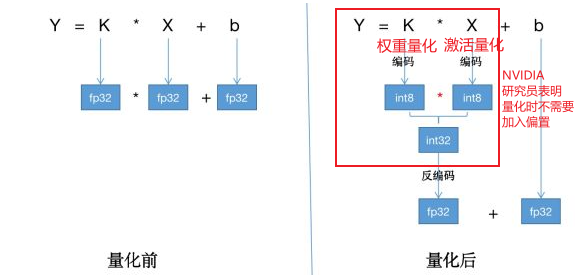 Y = K * X + b
fp32 * fp32 + fp32
量化前
Y = K * X + b
权重量化 激活量化
编码 编码
int8 * int8
int32
反编码
fp32 + fp32
NVIDIA
研究员表明
量化时不需要
加入偏置
量化后